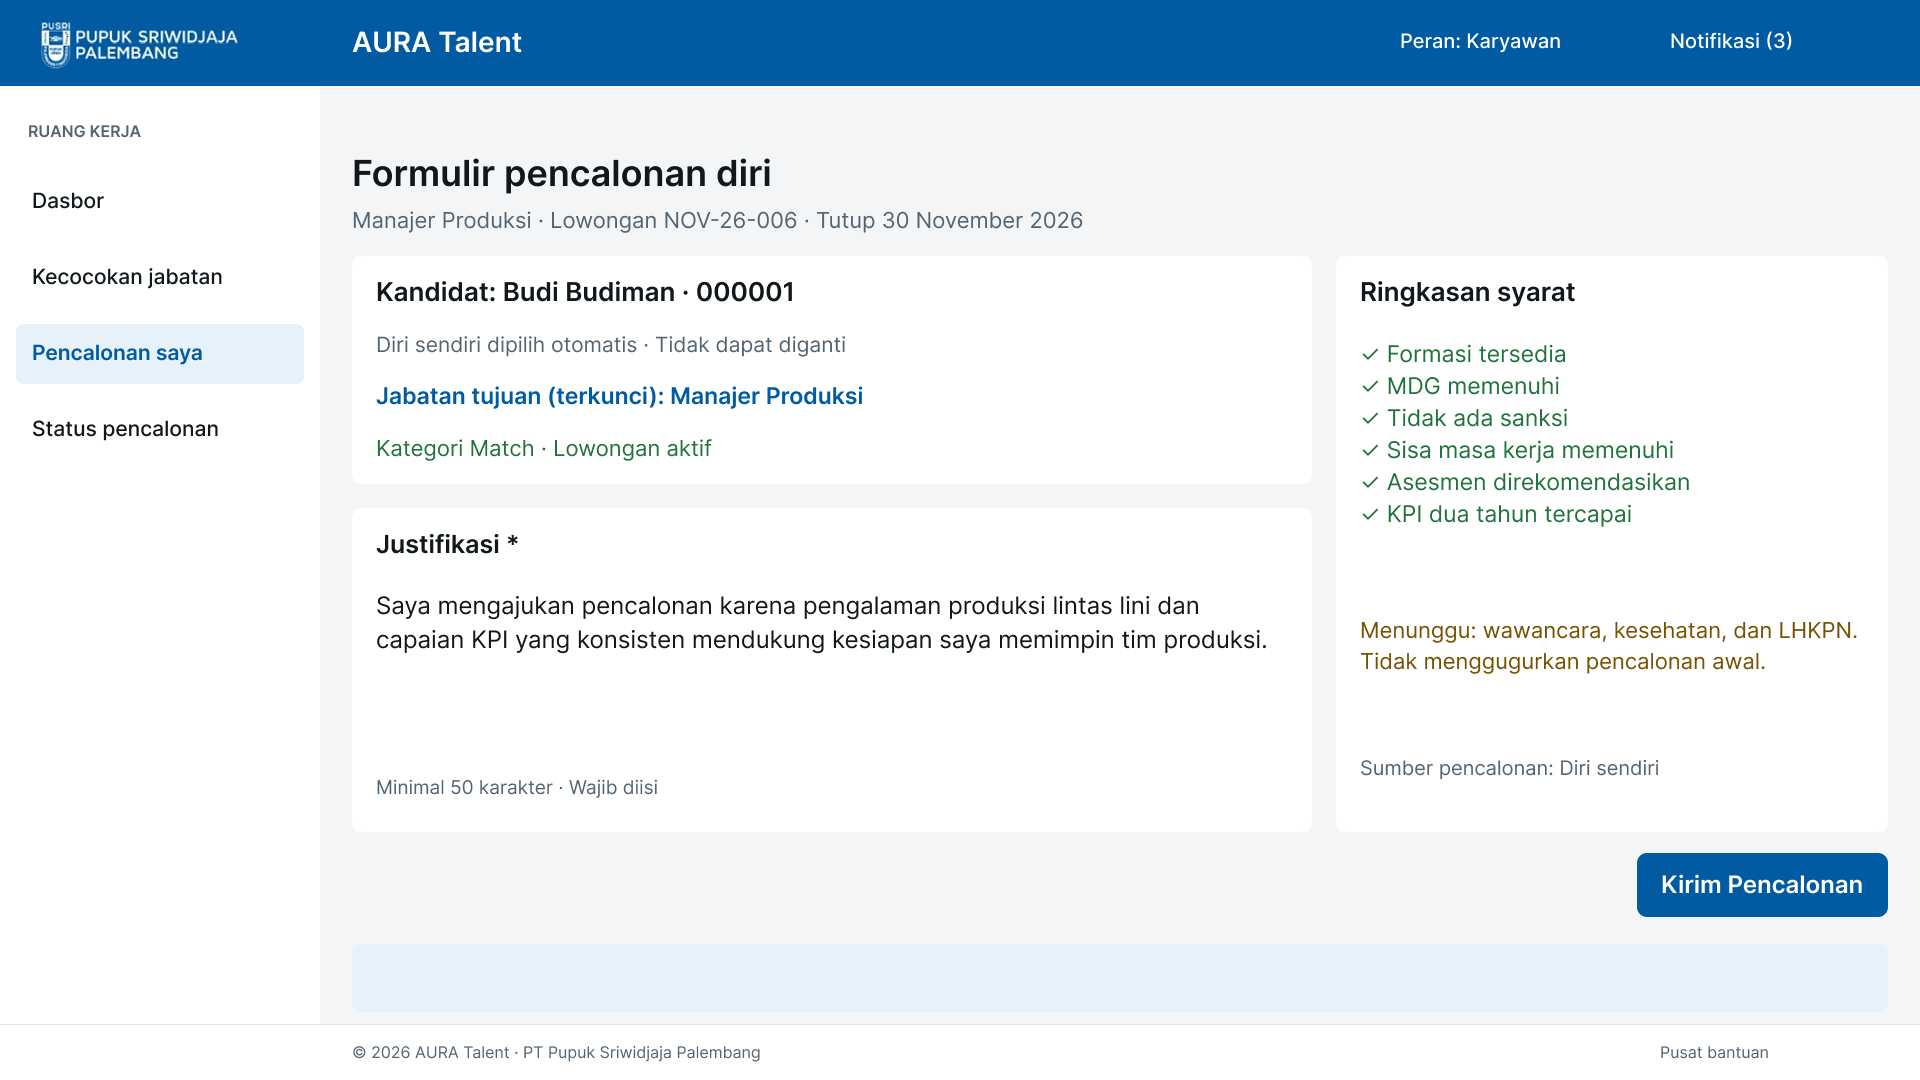 PUSRI
PUPUK SRIWIDJAJA
PALEMBANG
AURA Talent
Peran: Karyawan
Notifikasi (3)
RUANG KERJA
Dasbor
Kecocokan jabatan
Pencalonan saya
Status pencalonan
Formulir pencalonan diri
Manajer Produksi · Lowongan NOV-26-006 · Tutup 30 November 2026
Kandidat: Budi Budiman · 000001
Diri sendiri dipilih otomatis · Tidak dapat diganti
Jabatan tujuan (terkunci): Manajer Produksi
Kategori Match · Lowongan aktif
Justifikasi *
Saya mengajukan pencalonan karena pengalaman produksi lintas lini dan
capaian KPI yang konsisten mendukung kesiapan saya memimpin tim produksi.
Minimal 50 karakter · Wajib diisi
Ringkasan syarat
✓ Formasi tersedia
✓ MDG memenuhi
✓ Tidak ada sanksi
✓ Sisa masa kerja memenuhi
✓ Asesmen direkomendasikan
✓ KPI dua tahun tercapai
Menunggu: wawancara, kesehatan, dan LHKPN.
Tidak menggugurkan pencalonan awal.
Sumber pencalonan: Diri sendiri
Kirim Pencalonan
© 2026 AURA Talent · PT Pupuk Sriwidjaja Palembang
Pusat bantuan